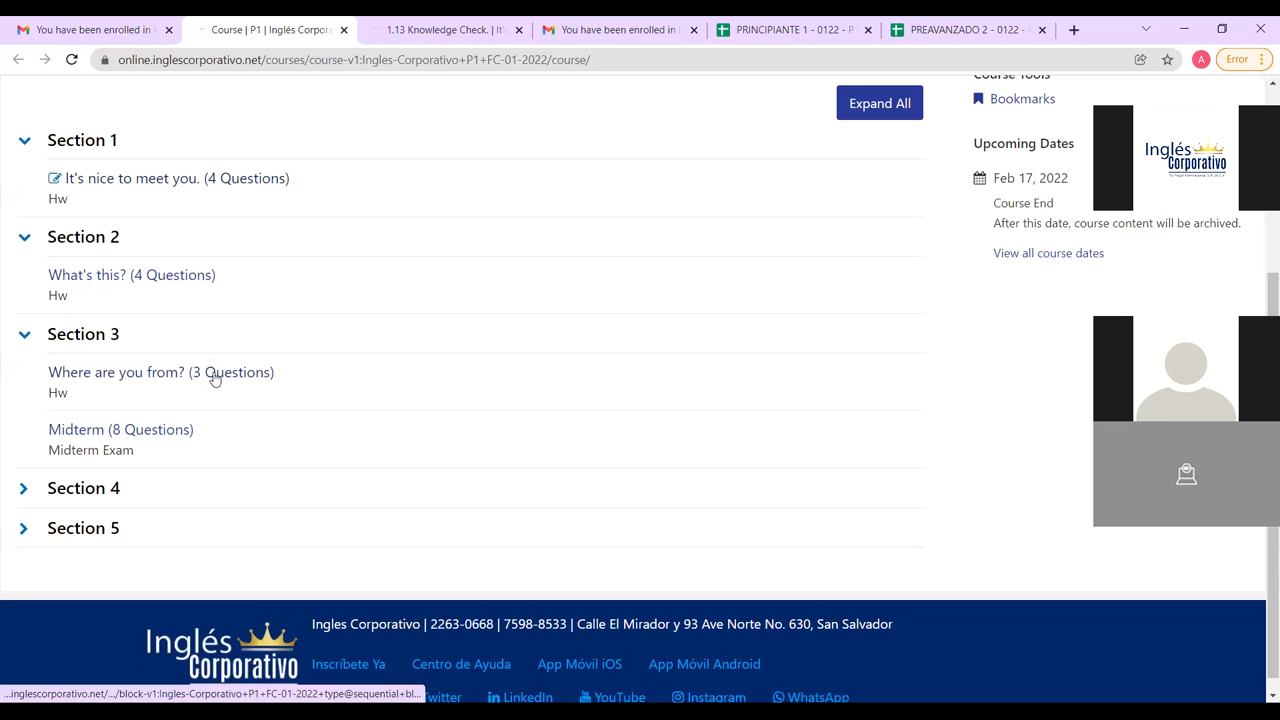 You have been enrolled in
Course | P1 | Inglés Corpora
1.13 Knowledge Check. | It's
You have been enrolled in
PRINCIPIANTE 1 - 0122 - P
PREAVANZADO 2 - 0122 -
online.inglescorporativo.net/courses/course-v1:Ingles-Corporativo+P1+FC-01-2022/course/
A
Error
Course Tools
Expand All
Bookmarks
Section 1
Upcoming Dates
It's nice to meet you. (4 Questions)
Feb 17, 2022
Hw
Course End
After this date, course content will be archived.
Section 2
View all course dates
What's this? (4 Questions)
Hw
Section 3
Where are you from? (3 Questions)
Hw
Midterm (8 Questions)
Midterm Exam
Section 4
Section 5
Inglés
Corporativo
Ingles Corporativo | 2263-0668 | 7598-8533 | Calle El Mirador y 93 Ave Norte No. 630, San Salvador
Inglés
Corporativo
Inscríbete Ya
Centro de Ayuda
App Móvil iOS
App Móvil Android
...inglescorporativo.net/.../block-v1:Ingles-Corporativo+P1+FC-01-2022+type@sequential+bl...
Twitter
LinkedIn
YouTube
Instagram
WhatsApp